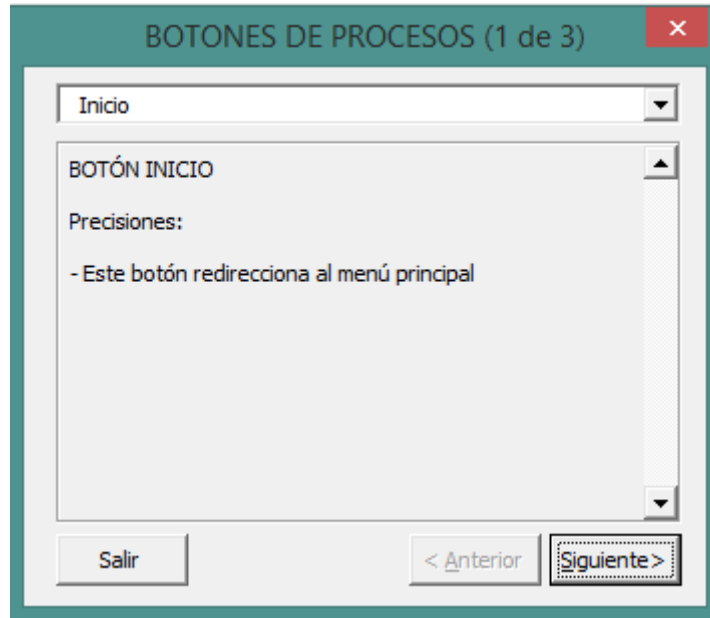 BOTONES DE PROCESOS (1 de 3)
Inicio
BOTÓN INICIO
Precisiones:
- Este botón redirecciona al menú principal
Salir
< Anterior
Siguiente >